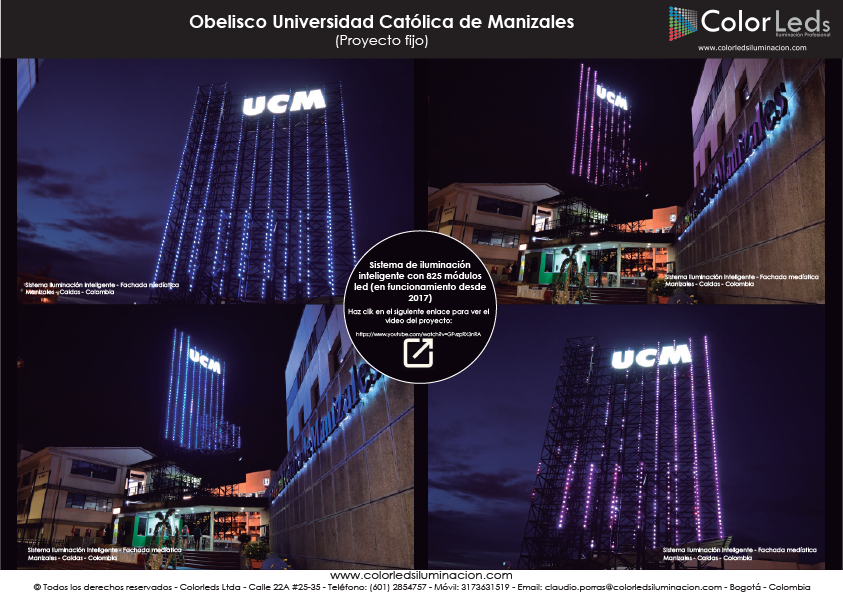 Obelisco Universidad Católica de Manizales
(Proyecto fijo)
ColorLeds
Iluminación Profesional
www.colorledsiluminacion.com
UCM
Sistema Iluminación Inteligente - Fachada mediática
Manizales - Caldas - Colombia
UCM
Manizales
Sistema Iluminación Inteligente - Fachada mediática
Manizales - Caldas - Colombia
Sistema de iluminación
inteligente con 825 módulos
led (en funcionamiento desde
2017)
Haz clik en el siguiente enlace para ver el
video del proyecto:
UCM
Manizales
Sistema Iluminación Inteligente - Fachada mediática
Manizales - Caldas - Colombia
UCM
Sistema Iluminación Inteligente - Fachada mediática
Manizales - Caldas - Colombia
www.colorledsiluminacion.com
© Todos los derechos reservados - Colorleds Ltda - Calle 22A #25-35 - Teléfono: (601) 2854757 - Móvil: 3173631519 - Email: claudio.porras@colorledsiluminacion.com - Bogotá - Colombia